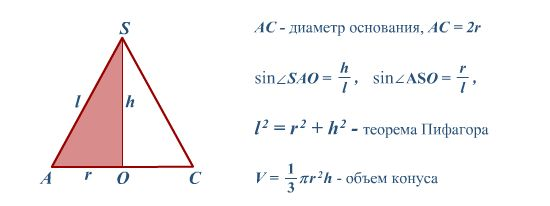 S
l
h
A
r
O
C
AC - диаметр основания, AC = 2r
sin∠SAO = h/l , sin∠ASO = r/l ,
l² = r² + h² - теорема Пифагора
V = 1/3 πr²h - объем конуса